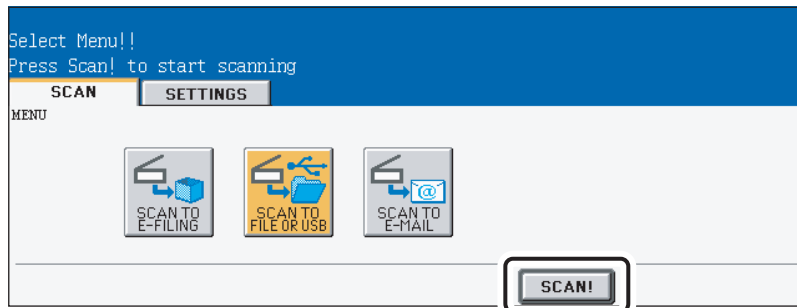 Select Menu!!
Press Scan! to start scanning
SCAN SETTINGS
MENU
SCAN TO E-FILING
SCAN TO FILE OR USB
SCAN TO E-MAIL
@
SCAN!